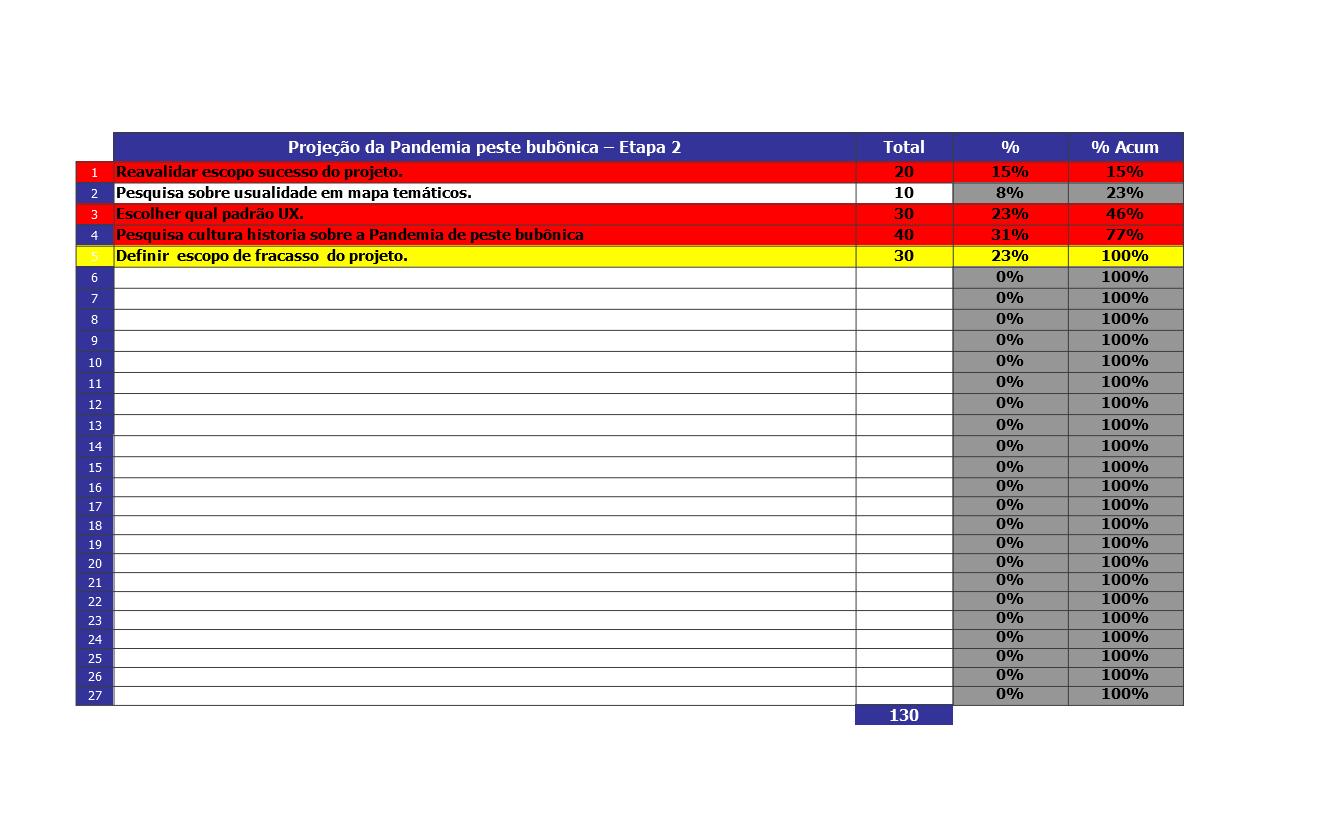 Projeção da Pandemia peste bubônica – Etapa 2 Total % % Acum
1 Reavalidar escopo sucesso do projeto. 20 15% 15%
2 Pesquisa sobre usualidade em mapa temáticos. 10 8% 23%
3 Escolher qual padrão UX. 30 23% 46%
4 Pesquisa cultura historia sobre a Pandemia de peste bubônica 40 31% 77%
5 Definir  escopo de fracasso  do projeto. 30 23% 100%
6 0% 100%
7 0% 100%
8 0% 100%
9 0% 100%
10 0% 100%
11 0% 100%
12 0% 100%
13 0% 100%
14 0% 100%
15 0% 100%
16 0% 100%
17 0% 100%
18 0% 100%
19 0% 100%
20 0% 100%
21 0% 100%
22 0% 100%
23 0% 100%
24 0% 100%
25 0% 100%
26 0% 100%
27 0% 100%
130